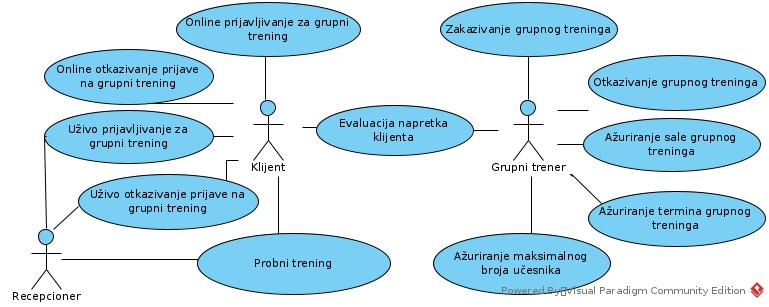 Online prijavljivanje za grupni
trening
Zakazivanje grupnog treninga
Online otkazivanje prijave
na grupni trening
Otkazivanje grupnog treninga
Uživo prijavljivanje za
grupni trening
Evaluacija napretka
klijenta
Ažuriranje sale grupnog
treninga
Klijent
Grupni trener
Uživo otkazivanje prijave na
grupni trening
Ažuriranje termina grupnog
treninga
Probni trening
Ažuriranje maksimalnog
broja učesnika
Recepcioner
Powered By Visual Paradigm Community Edition